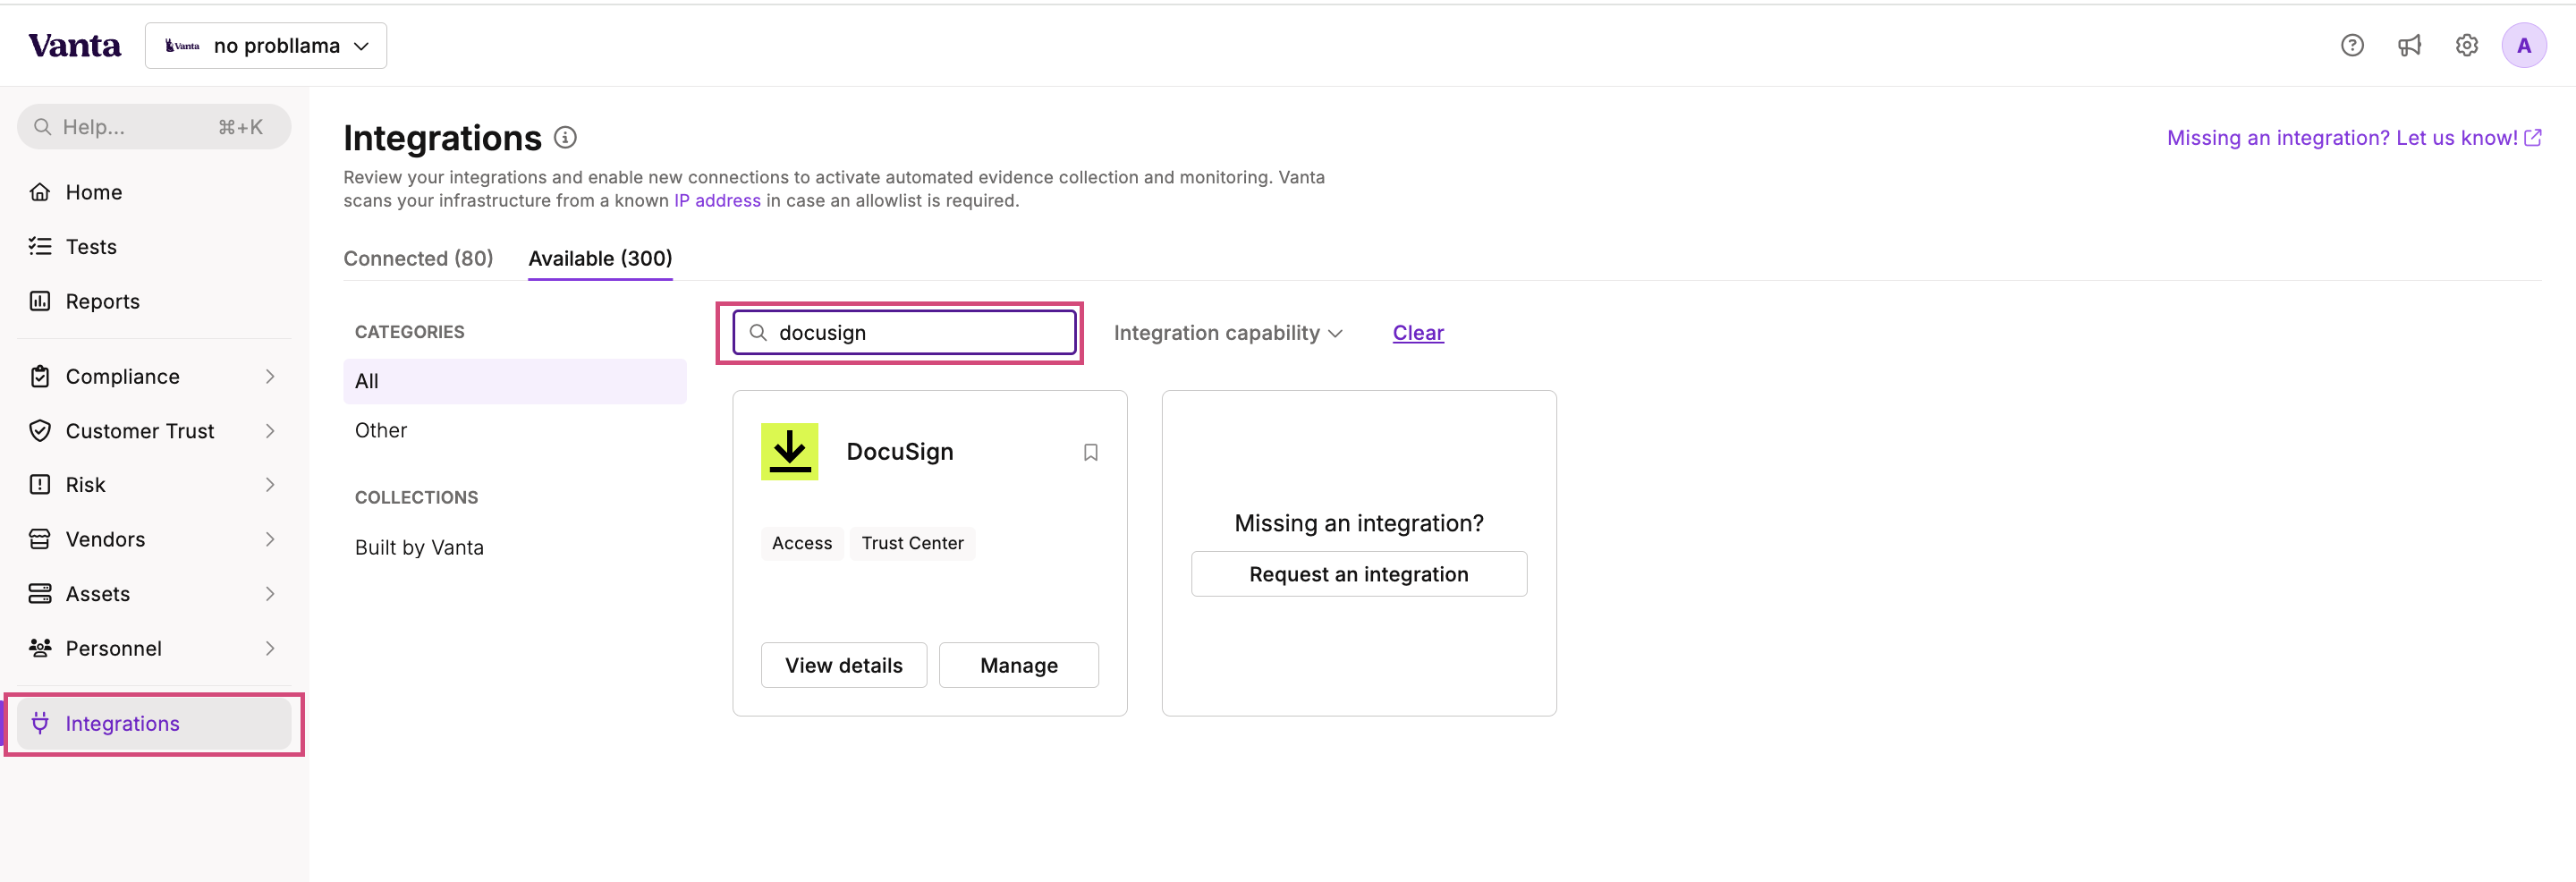 Vanta
Vanta no probllama
A
Help... ⌘+K
Home
Tests
Reports
Compliance
Customer Trust
Risk
Vendors
Assets
Personnel
Integrations
Integrations
Missing an integration? Let us know!
Review your integrations and enable new connections to activate automated evidence collection and monitoring. Vanta
scans your infrastructure from a known IP address in case an allowlist is required.
Connected (80) Available (300)
CATEGORIES
All
Other
COLLECTIONS
Built by Vanta
docusign Integration capability Clear
DocuSign
Access Trust Center
View details Manage
Missing an integration?
Request an integration